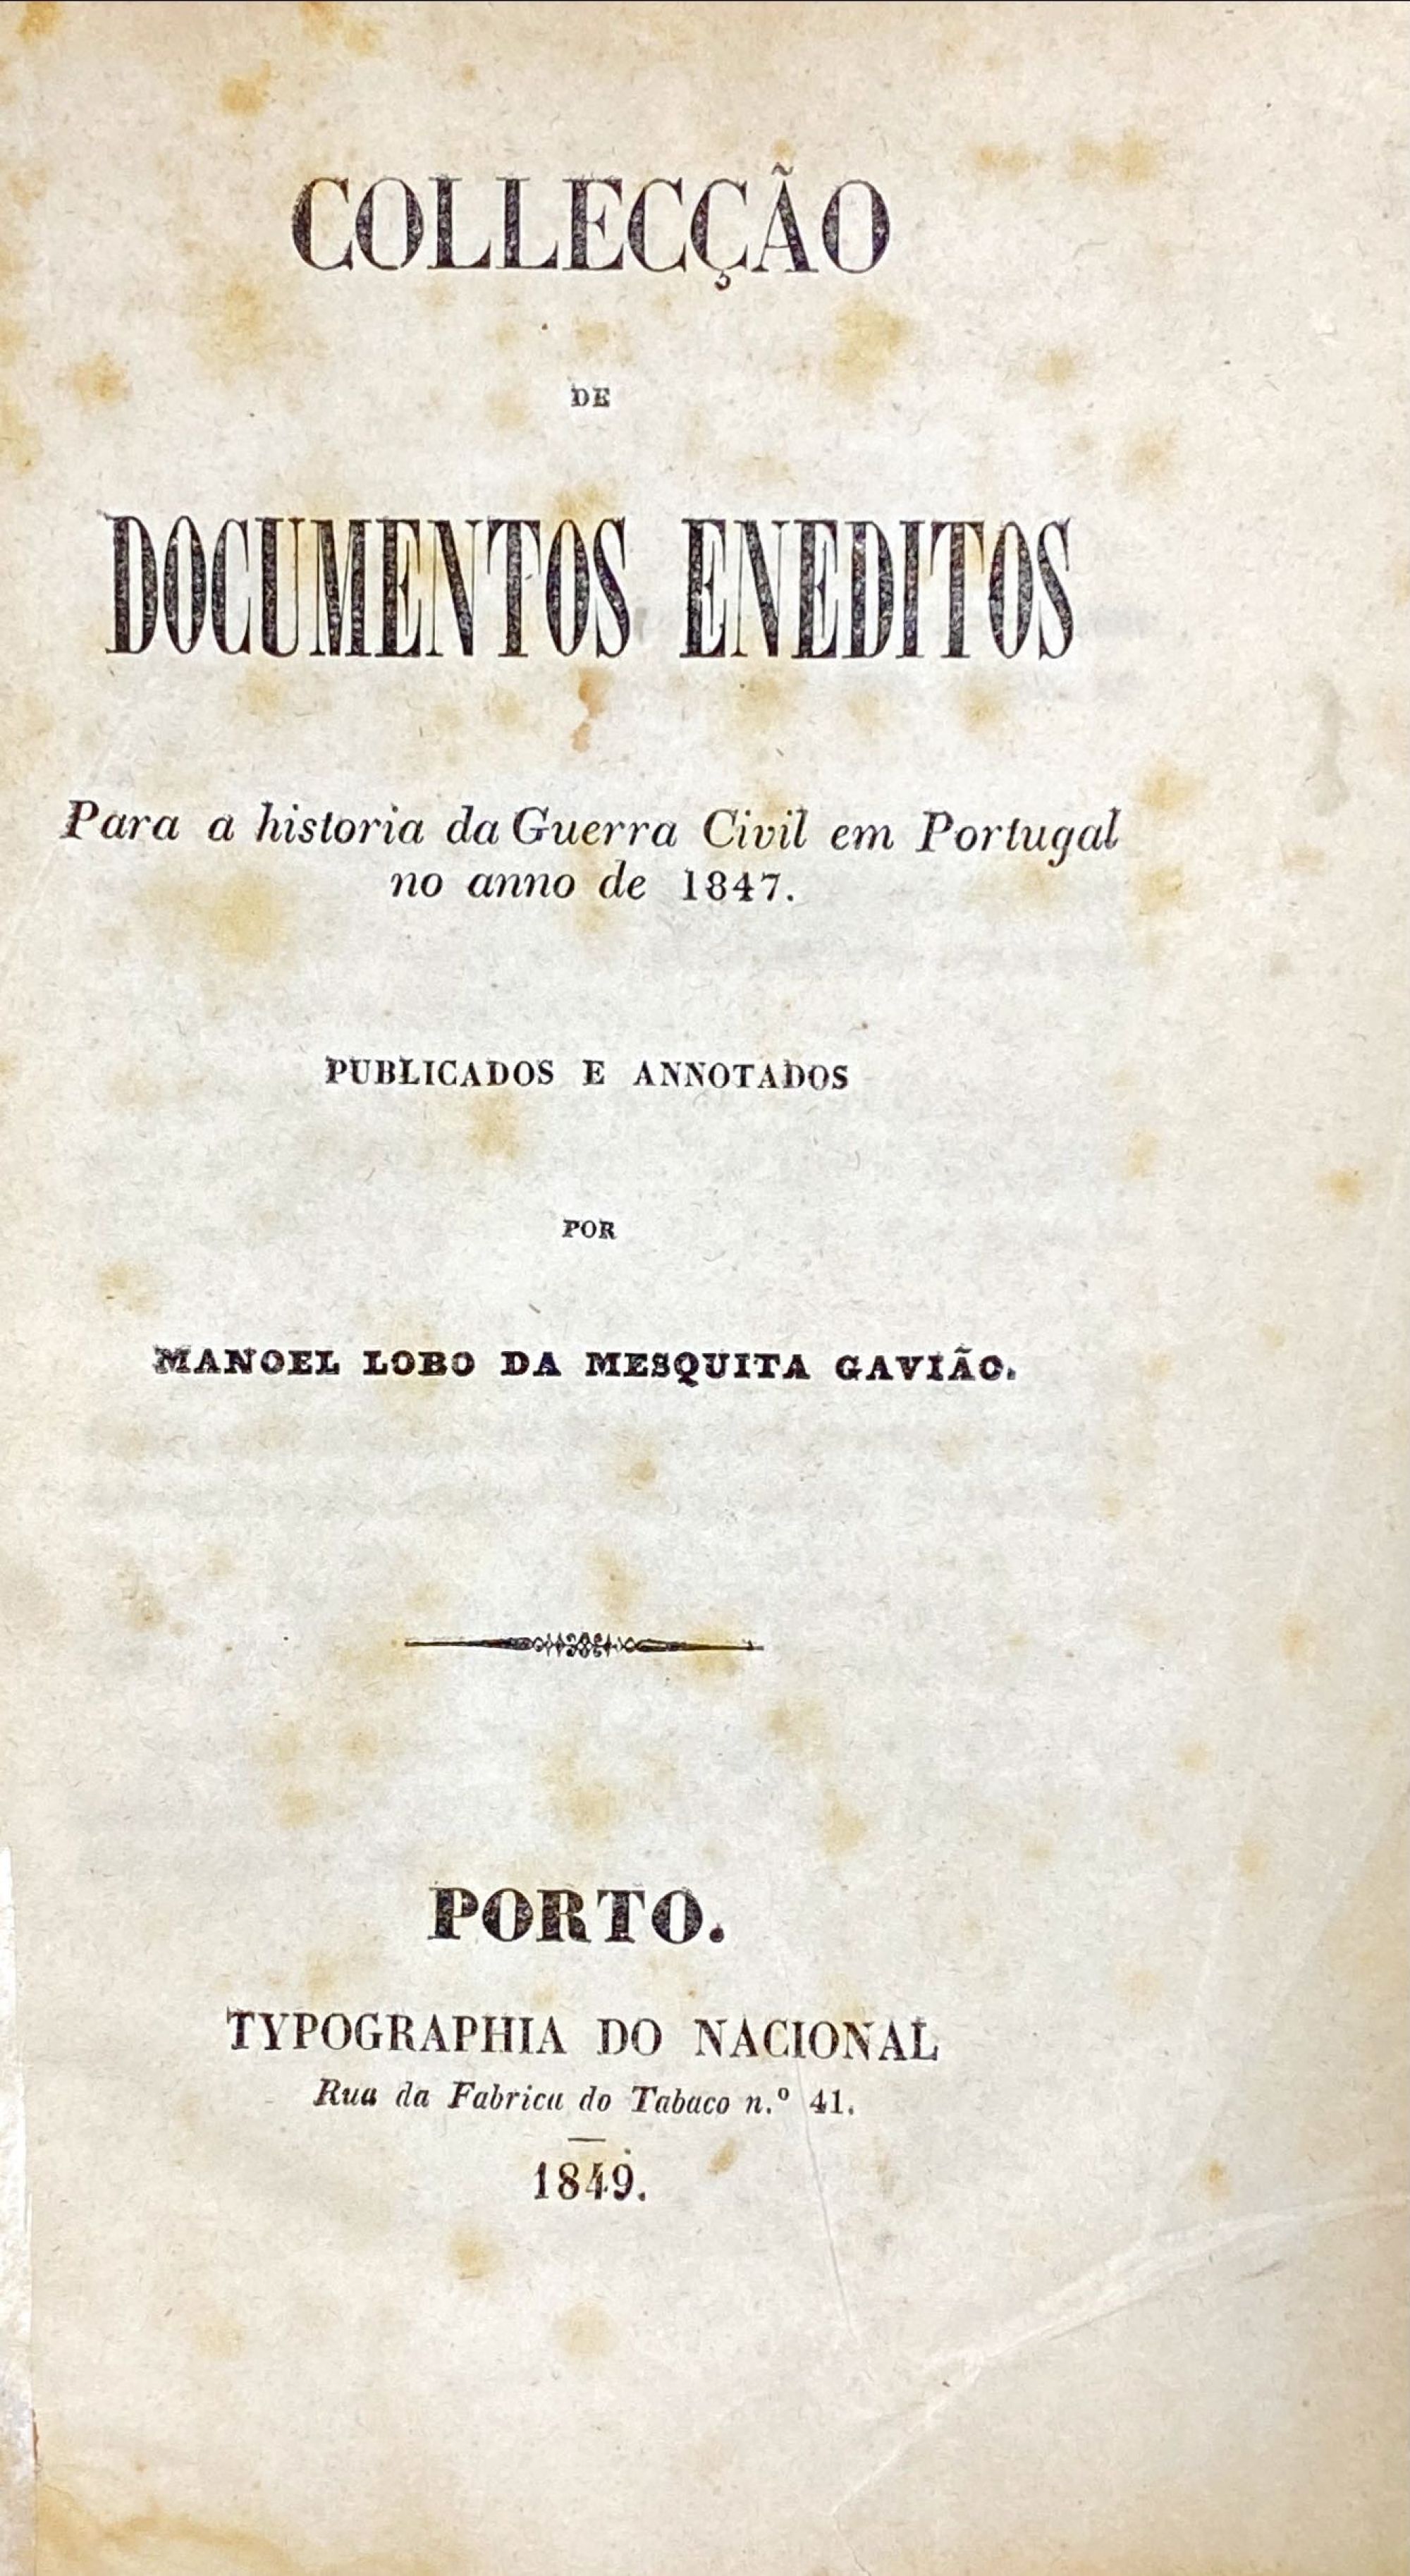 COLLECÇÃO
DE
DOCUMENTOS ENEDITOS
Para a historia da Guerra Civil em Portugal
no anno de 1847.
PUBLICADOS E ANNOTADOS
POR
MANOEL LOBO DA MESQUITA GAVIÃO.
PORTO.
TYPOGRAPHIA DO NACIONAL
Rua da Fabrica do Tabaco n.º 41.
1849.